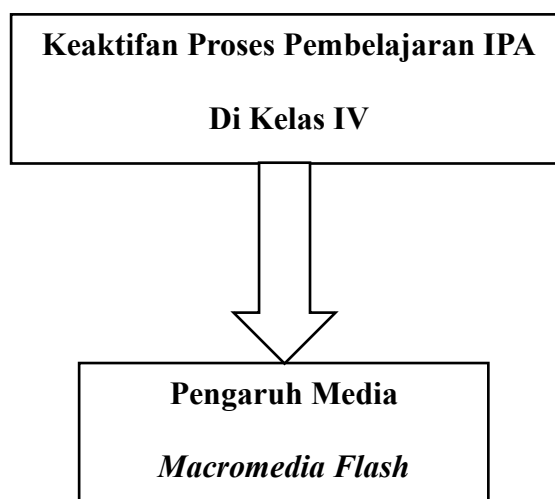 Keaktifan Proses Pembelajaran IPA
Di Kelas IV
Pengaruh Media
Macromedia Flash